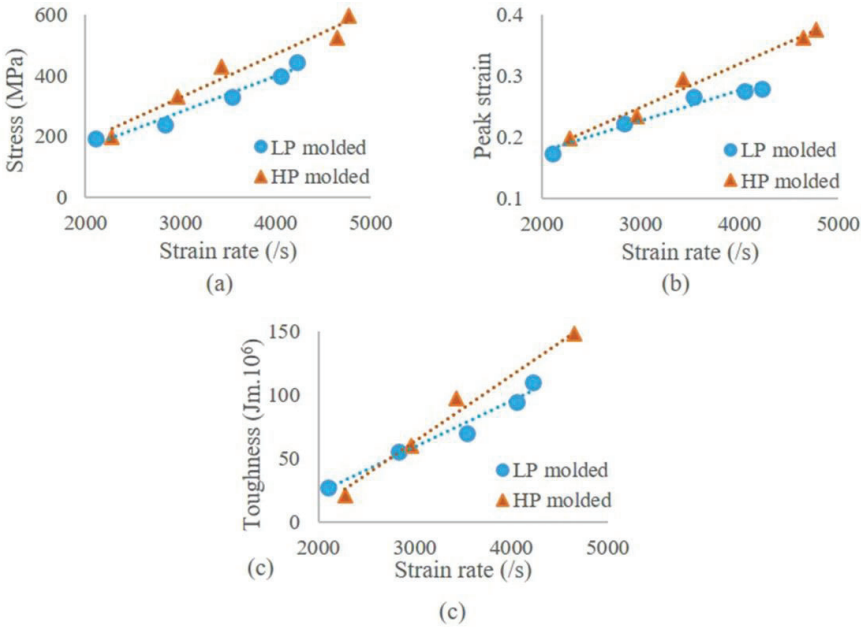 600
400
200
0
Stress (MPa)
LP molded
HP molded
2000 3000 4000 5000
Strain rate (/s)
(a)
0.4
0.3
0.2
0.1
Peak strain
LP molded
HP molded
2000 3000 4000 5000
Strain rate (/s)
(b)
150
100
50
0
Toughness (Jm.10⁶)
LP molded
HP molded
2000 3000 4000 5000
(c) Strain rate (/s)
(c)